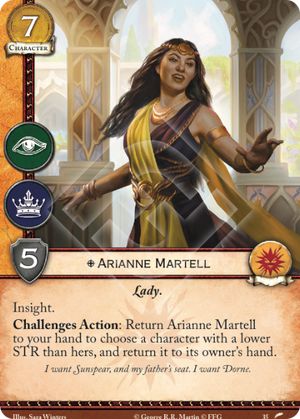 7
CHARACTER
5
ARIANNE MARTELL
Lady.
Insight.
Challenges Action: Return Arianne Martell
to your hand to choose a character with a lower
STR than hers, and return it to its owner's hand.
I want Sunspear, and my father's seat. I want Dorne.
Illus. Sara Winters
© George R.R. Martin © FFG
15